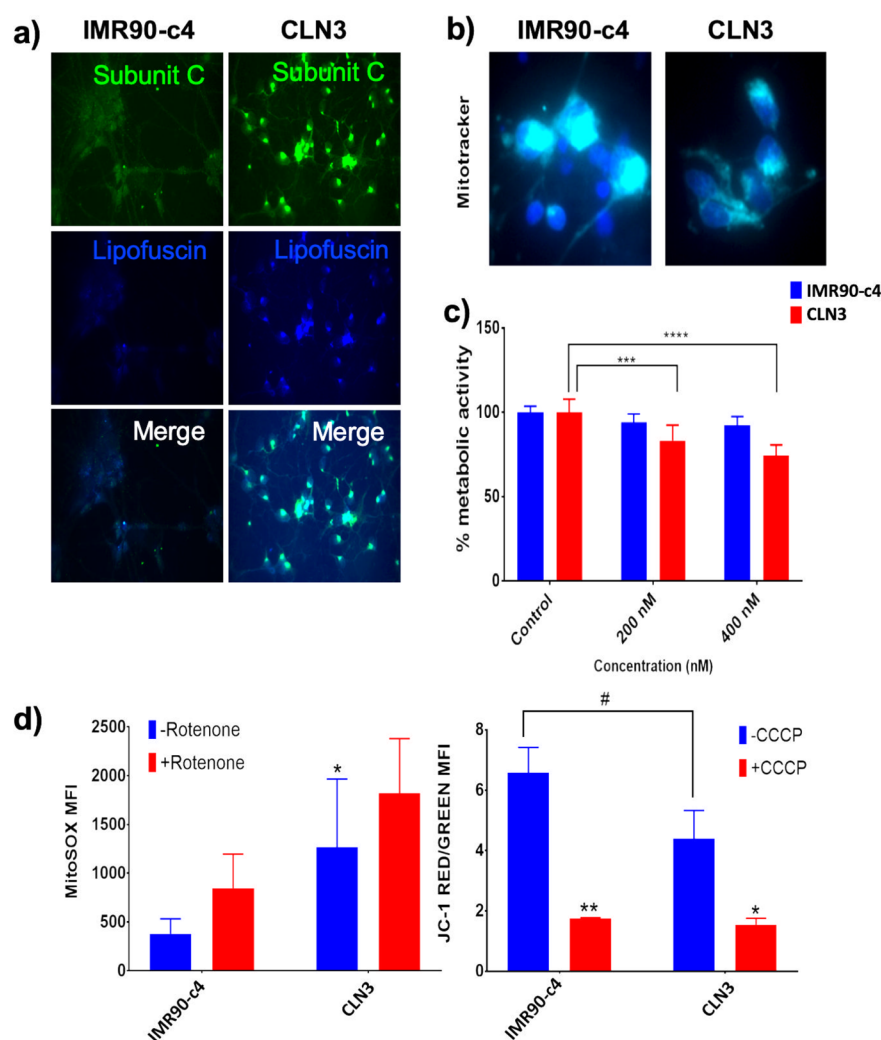 a)
IMR90-c4
CLN3
Subunit C
Subunit C
Lipofuscin
Lipofuscin
Merge
Merge
b)
IMR90-c4
CLN3
Mitotracker
c)
IMR90-c4
CLN3
****
***
% metabolic activity
150
100
50
0
Control
200 nM
400 nM
Concentration (nM)
d)
-Rotenone
+Rotenone
*
MitoSOX MFI
2500
2000
1500
1000
500
0
IMR90-c4
CLN3
#
-CCCP
+CCCP
**
*
JC-1 RED/GREEN MFI
8
6
4
2
0
IMR90-c4
CLN3